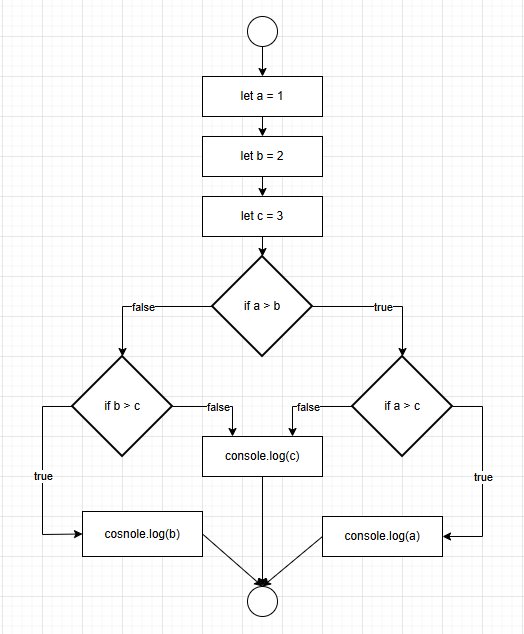 let a = 1
let b = 2
let c = 3
if a > b
false
true
if b > c
false
false
if a > c
console.log(c)
true
true
cosnole.log(b)
console.log(a)